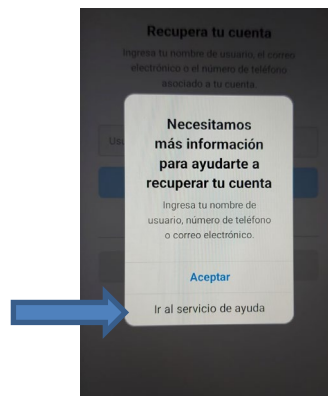 Recupera tu cuenta
Ingresa tu nombre de usuario, el correo
electrónico o el número de teléfono
asociado a tu cuenta.
Usu
Necesitamos
más información
para ayudarte a
recuperar tu cuenta
Ingresa tu nombre de
usuario, número de teléfono
o correo electrónico.
Aceptar
Ir al servicio de ayuda